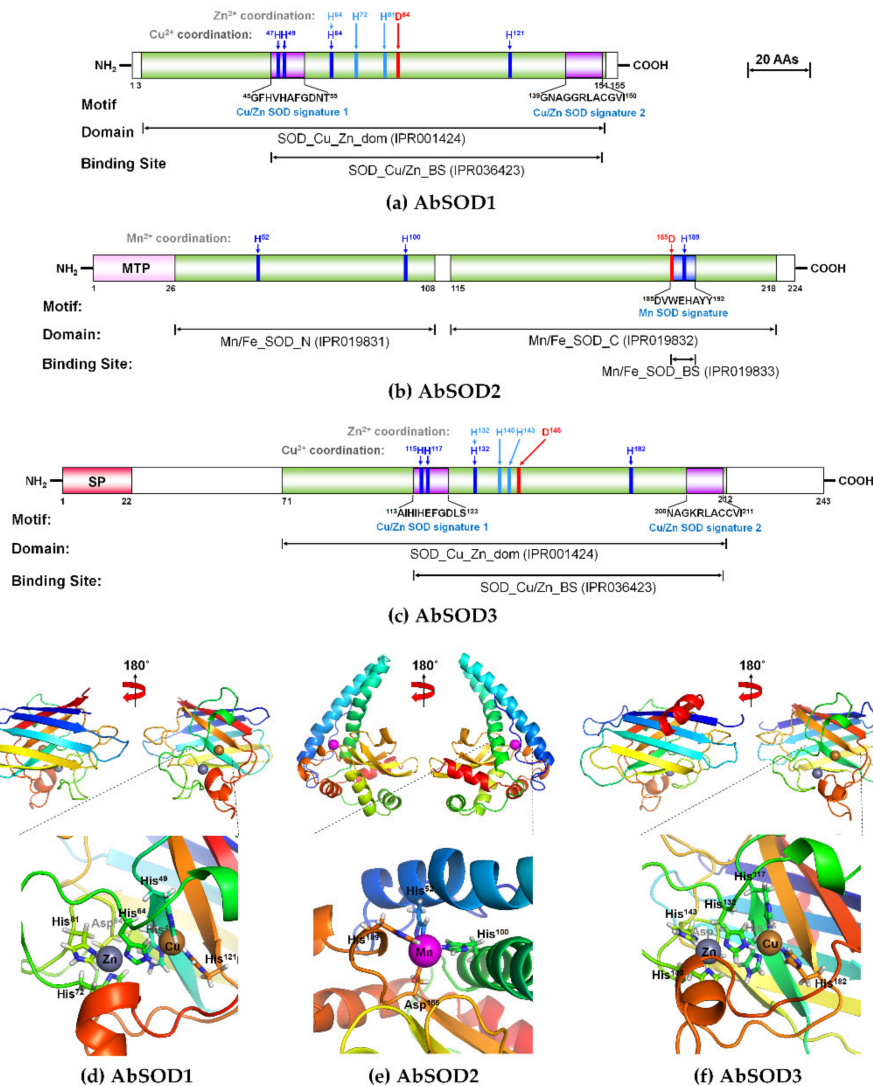 Zn²⁺ coordination: H⁶⁴ H⁷² H⁸¹ D⁸⁴
Cu²⁺ coordination: ⁴⁷H H⁴⁹ H⁶⁴ H¹²¹
NH₂ COOH 20 AAs
1 3 154 155
Motif ⁴⁵GFHVHAFGDNT⁵⁵ ¹³⁹GNAGGRLACGVI¹⁵⁰
Cu/Zn SOD signature 1 Cu/Zn SOD signature 2
Domain SOD_Cu_Zn_dom (IPR001424)
Binding Site SOD_Cu/Zn_BS (IPR036423)
(a) AbSOD1
Mn²⁺ coordination: H⁵² H¹⁰⁰ ¹⁸⁵D H¹⁸⁹
NH₂ MTP COOH
1 26 108 115 218 224
Motif: ¹⁸⁵DVWEHAYY¹⁹²
Mn SOD signature
Domain: Mn/Fe_SOD_N (IPR019831) Mn/Fe_SOD_C (IPR019832)
Binding Site: Mn/Fe_SOD_BS (IPR019833)
(b) AbSOD2
Zn²⁺ coordination: H¹³² H¹⁴⁰ H¹⁴³ D¹⁴⁶
Cu²⁺ coordination: ¹¹⁵H H¹¹⁷ H¹³² H¹⁸²
NH₂ SP COOH
1 22 71 212 243
Motif: ¹¹³AIHIHEFGDLS¹²³ ²⁰⁰NAGKRLACCVI²¹¹
Cu/Zn SOD signature 1 Cu/Zn SOD signature 2
Domain: SOD_Cu_Zn_dom (IPR001424)
Binding Site: SOD_Cu/Zn_BS (IPR036423)
(c) AbSOD3
180° 180° 180°
His⁴⁹ His⁶⁴ His⁸¹ Zn Cu His¹²¹ His⁷²
His⁵² His¹⁸⁹ His¹⁰⁰ Mn Asp¹⁸⁵
His¹¹⁷ His¹³² His¹⁴³ Zn Cu His¹⁴⁰ His¹⁸²
(d) AbSOD1 (e) AbSOD2 (f) AbSOD3